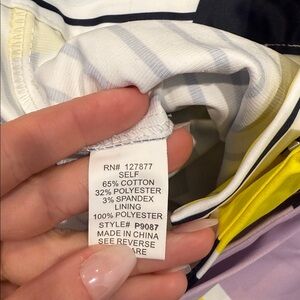 RN# 127877
SELF
65% COTTON
32% POLYESTER
3% SPANDEX
LINING
100% POLYESTER
STYLE# P9087
MADE IN CHINA
SEE REVERSE
ARE